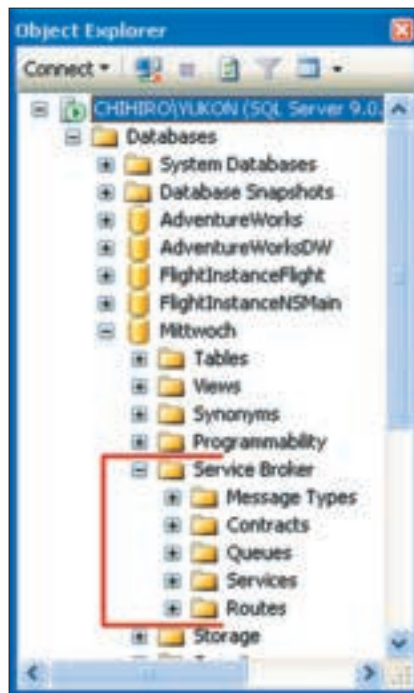 Object Explorer
Connect
CHIHIRO\YUKON (SQL Server 9.0.
Databases
System Databases
Database Snapshots
AdventureWorks
AdventureWorksDW
FlightInstanceFlight
FlightInstanceNSMain
Mittwoch
Tables
Views
Synonyms
Programmability
Service Broker
Message Types
Contracts
Queues
Services
Routes
Storage